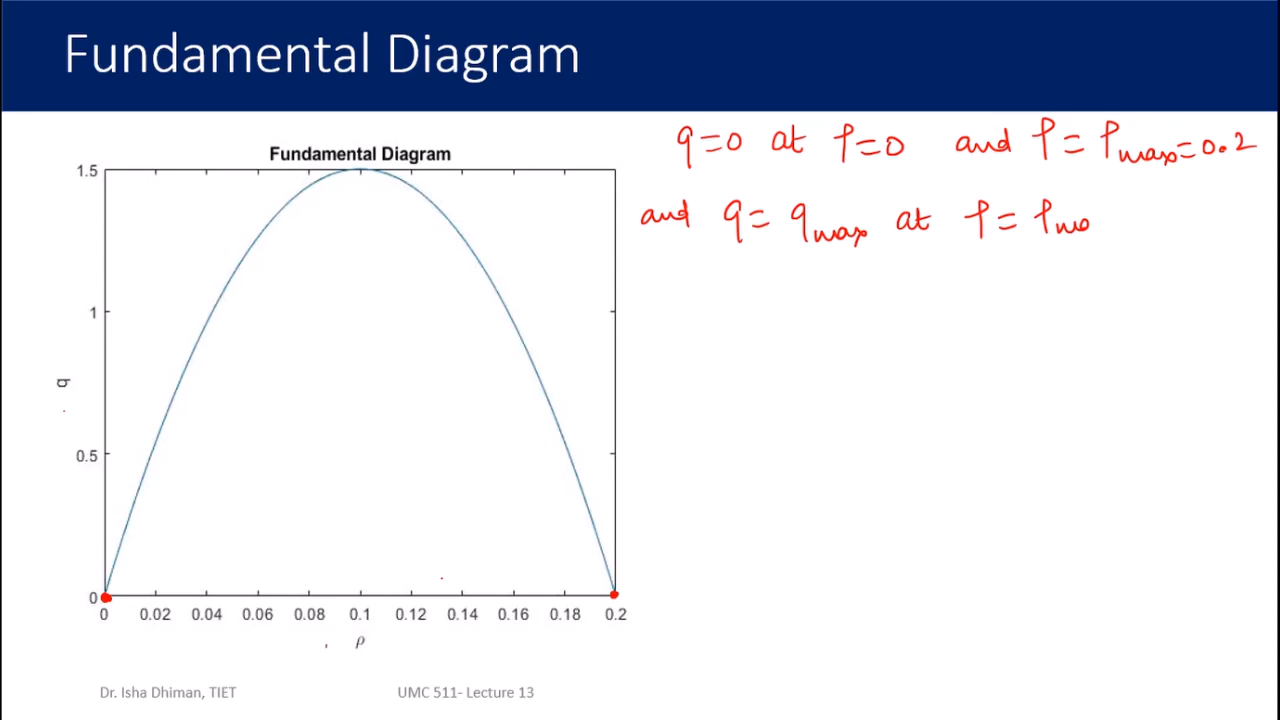 Fundamental Diagram
Fundamental Diagram
1.5
1
0.5
0
q
0 0.02 0.04 0.06 0.08 0.1 0.12 0.14 0.16 0.18 0.2
ρ
q=0 at ρ=0 and ρ=ρmax=0.2
and q=qmax at ρ=ρma
Dr. Isha Dhiman, TIET
UMC 511- Lecture 13